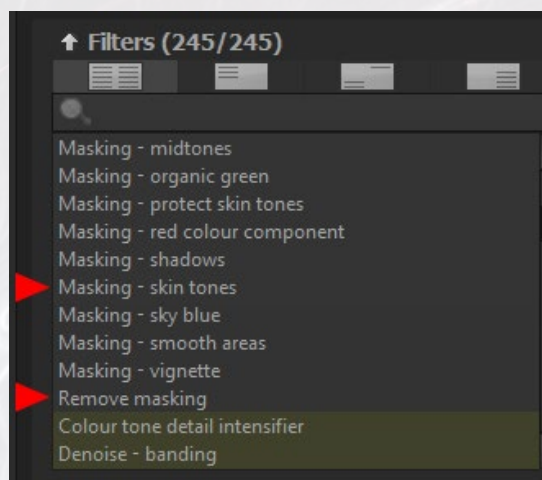 Filters (245/245)
Masking - midtones
Masking - organic green
Masking - protect skin tones
Masking - red colour component
Masking - shadows
Masking - skin tones
Masking - sky blue
Masking - smooth areas
Masking - vignette
Remove masking
Colour tone detail intensifier
Denoise - banding